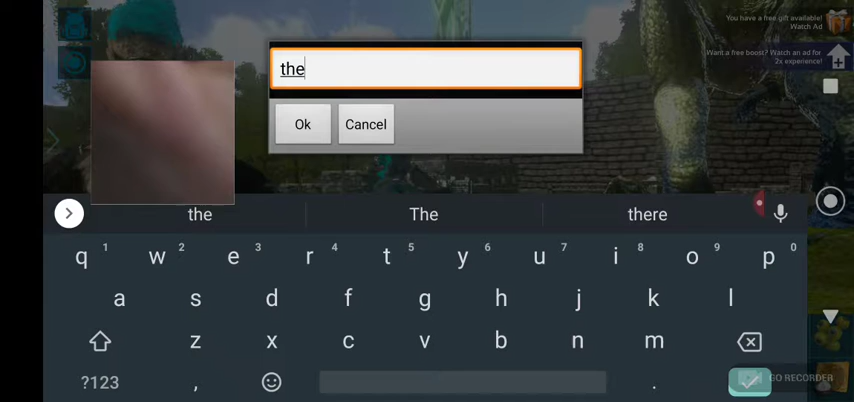 You have a free gift available!
Watch Ad
Want a free boost? Watch an ad for
2x experience!
the
Ok
Cancel
the
The
there
q 1 w 2 e 3 r 4 t 5 y 6 u 7 i 8 o 9 p 0
a s d f g h j k l
z x c v b n m
?123 , .
GO RECORDER